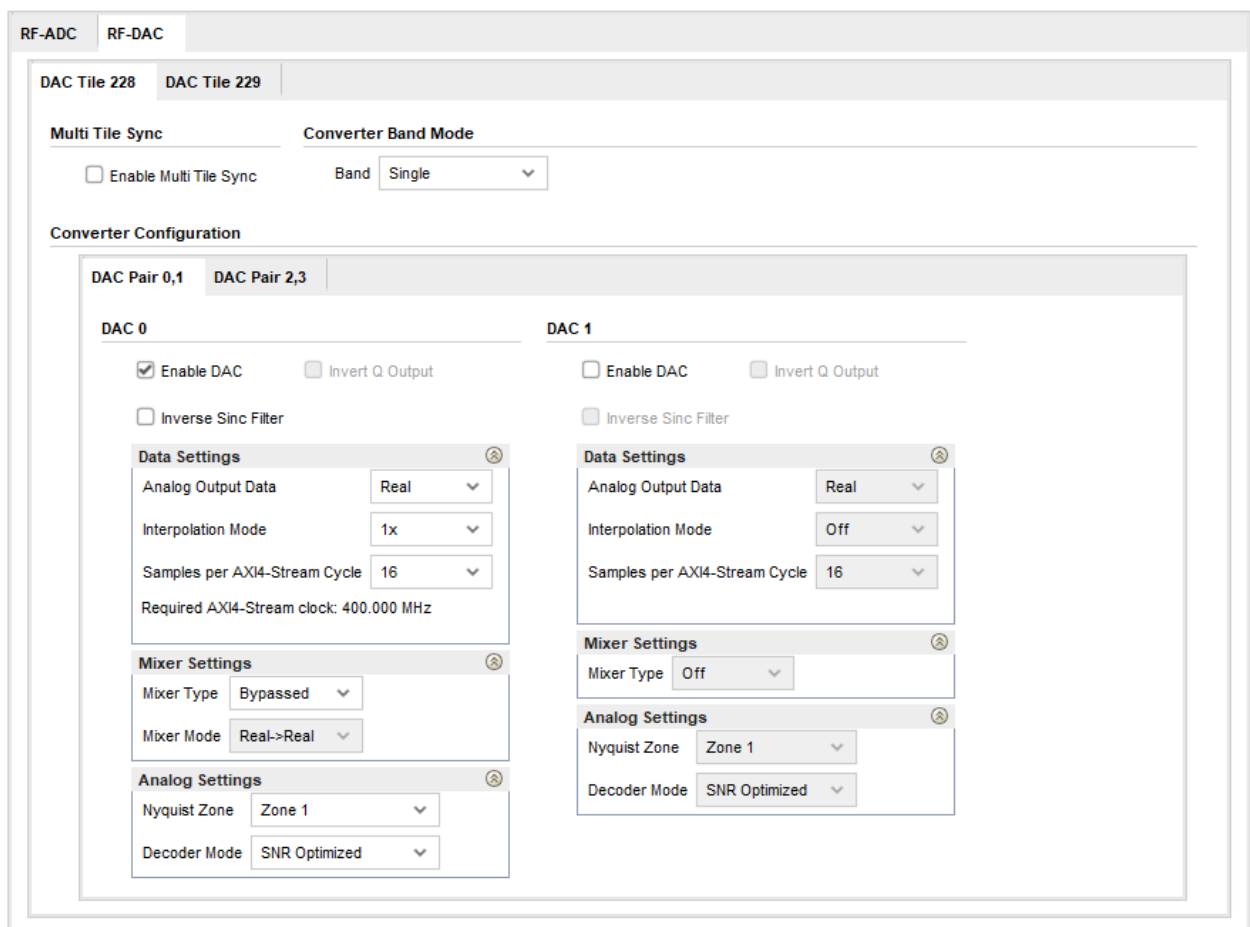 RF-ADC RF-DAC
DAC Tile 228 DAC Tile 229
Multi Tile Sync Converter Band Mode
Enable Multi Tile Sync Band Single
Converter Configuration
DAC Pair 0,1 DAC Pair 2,3
DAC 0 DAC 1
Enable DAC Invert Q Output Enable DAC Invert Q Output
Inverse Sinc Filter Inverse Sinc Filter
Data Settings Data Settings
Analog Output Data Real Analog Output Data Real
Interpolation Mode 1x Interpolation Mode Off
Samples per AXI4-Stream Cycle 16 Samples per AXI4-Stream Cycle 16
Required AXI4-Stream clock: 400.000 MHz
Mixer Settings
Mixer Settings
Mixer Type Off
Mixer Type Bypassed
Analog Settings
Mixer Mode Real->Real
Nyquist Zone Zone 1
Analog Settings
Decoder Mode SNR Optimized
Nyquist Zone Zone 1
Decoder Mode SNR Optimized